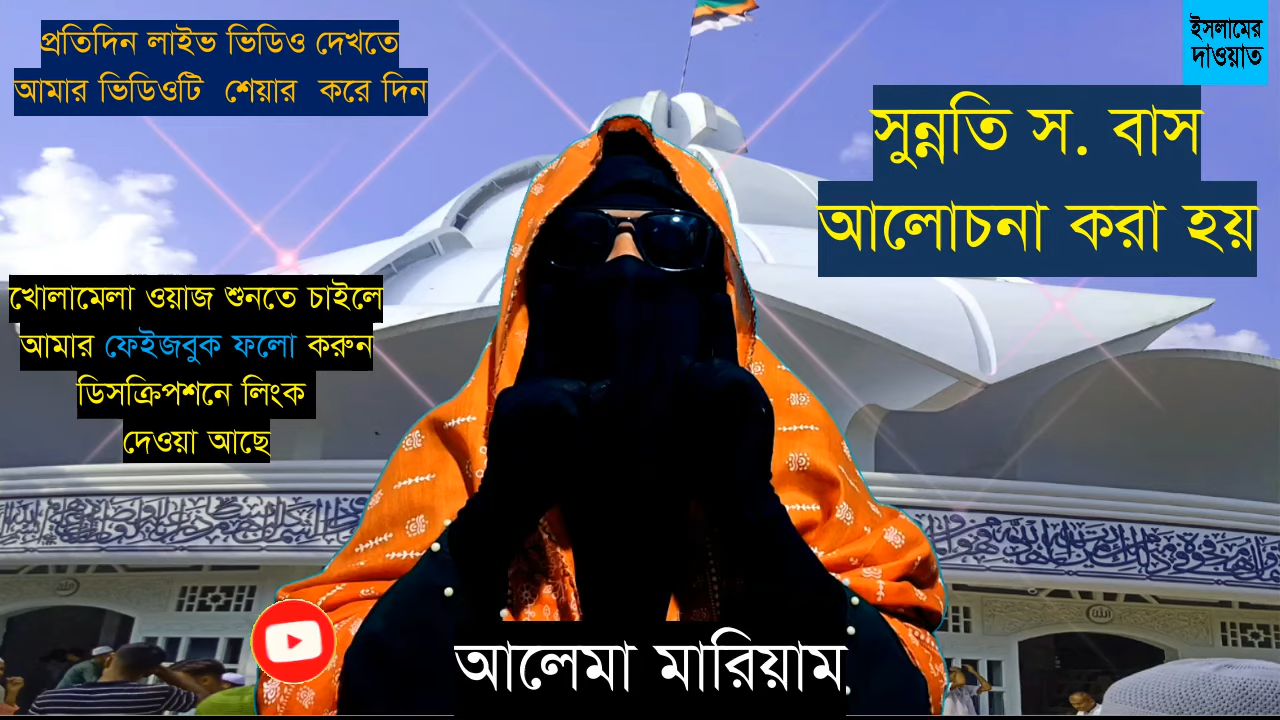 প্রতিদিন লাইভ ভিডিও দেখতে
আমার ভিডিওটি শেয়ার করে দিন
ইসলামের
দাওয়াত
সুন্নতি স. বাস
আলোচনা করা হয়
খোলামেলা ওয়াজ শুনতে চাইলে
আমার ফেইজবুক ফলো করুন
ডিসক্রিপশনে লিংক
দেওয়া আছে
আলেমা মারিয়াম.